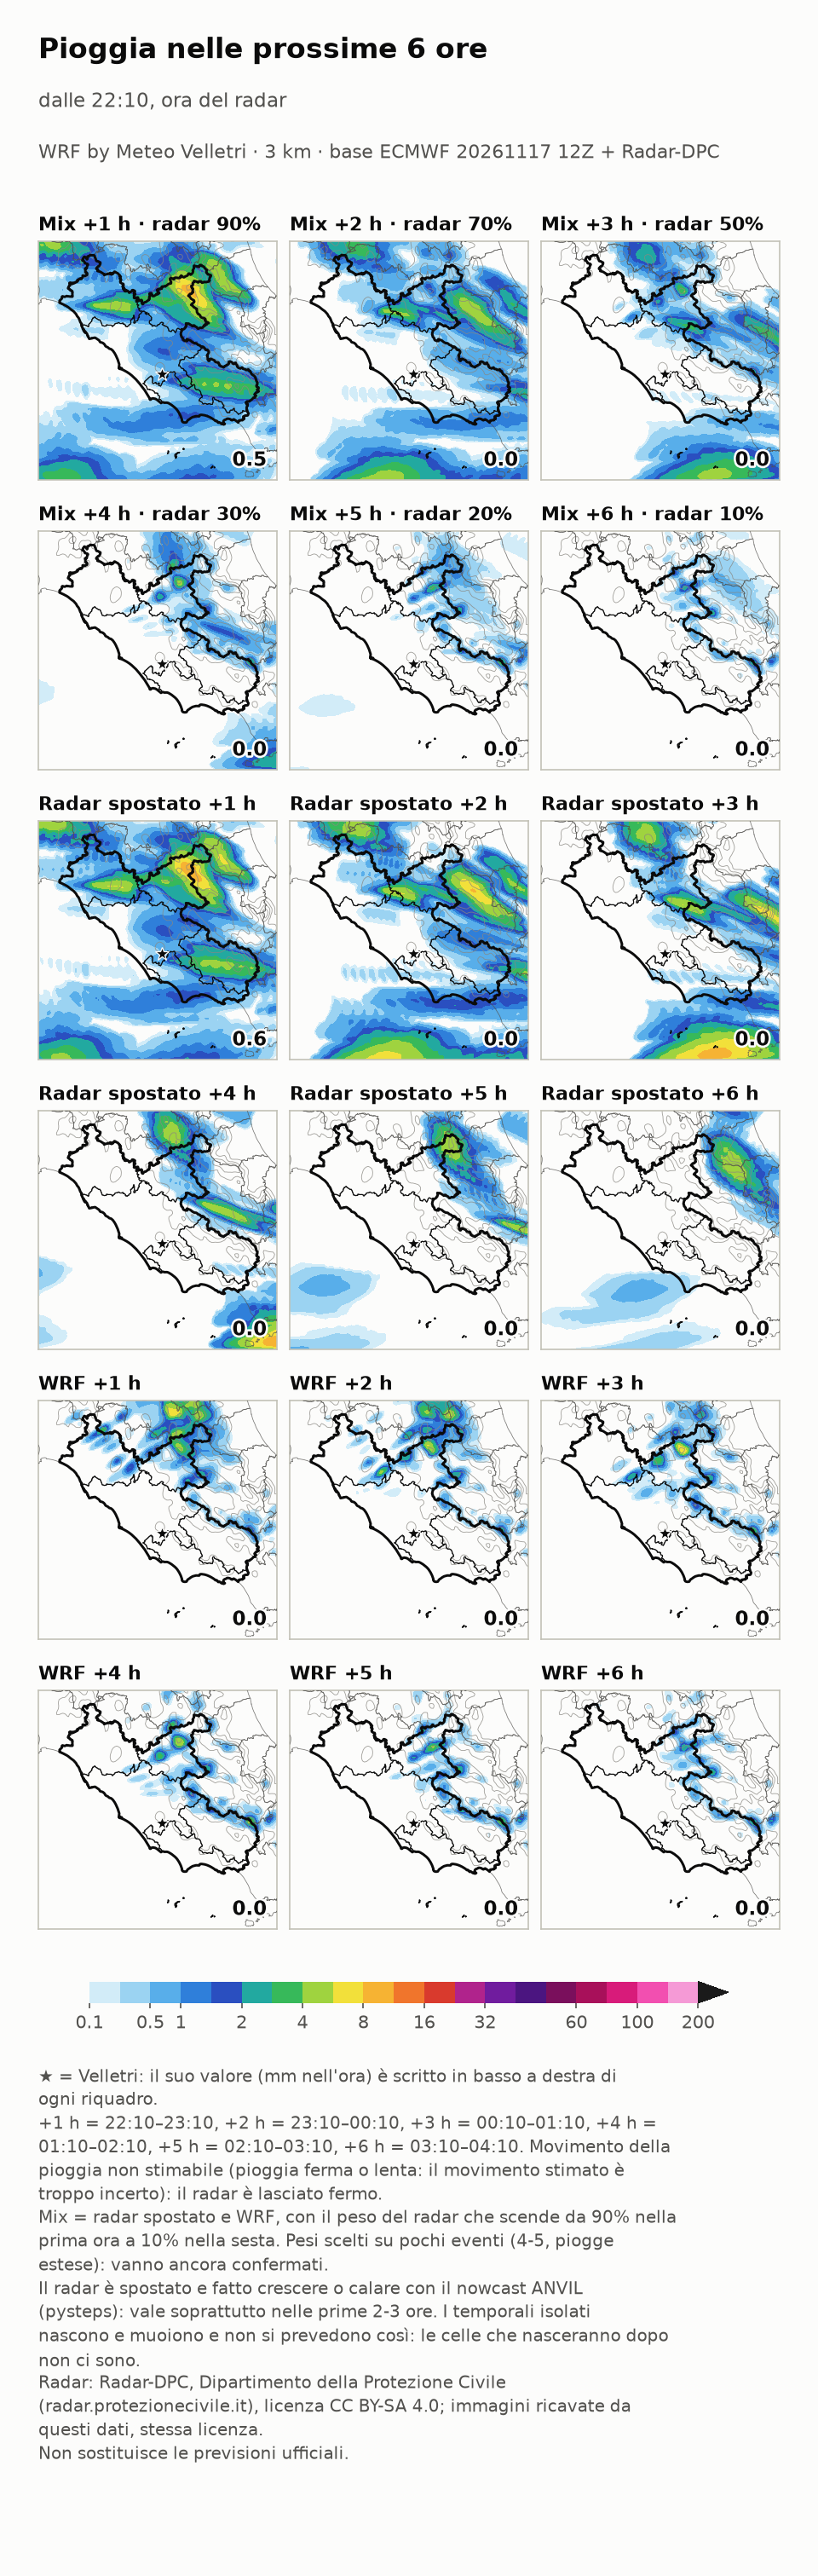 Pioggia nelle prossime 6 ore
dalle 22:10, ora del radar
WRF by Meteo Velletri · 3 km · base ECMWF 20261117 12Z + Radar-DPC
Mix +1 h · radar 90%
Mix +2 h · radar 70%
Mix +3 h · radar 50%
0.5
0.0
0.0
Mix +4 h · radar 30%
Mix +5 h · radar 20%
Mix +6 h · radar 10%
0.0
0.0
0.0
Radar spostato +1 h
Radar spostato +2 h
Radar spostato +3 h
0.6
0.0
0.0
Radar spostato +4 h
Radar spostato +5 h
Radar spostato +6 h
0.0
0.0
0.0
WRF +1 h
WRF +2 h
WRF +3 h
0.0
0.0
0.0
WRF +4 h
WRF +5 h
WRF +6 h
0.0
0.0
0.0
0.1 0.5 1 2 4 8 16 32 60 100 200
★ = Velletri: il suo valore (mm nell'ora) è scritto in basso a destra di
ogni riquadro.
+1 h = 22:10–23:10, +2 h = 23:10–00:10, +3 h = 00:10–01:10, +4 h =
01:10–02:10, +5 h = 02:10–03:10, +6 h = 03:10–04:10. Movimento della
pioggia non stimabile (pioggia ferma o lenta: il movimento stimato è
troppo incerto): il radar è lasciato fermo.
Mix = radar spostato e WRF, con il peso del radar che scende da 90% nella
prima ora a 10% nella sesta. Pesi scelti su pochi eventi (4-5, piogge
estese): vanno ancora confermati.
Il radar è spostato e fatto crescere o calare con il nowcast ANVIL
(pysteps): vale soprattutto nelle prime 2-3 ore. I temporali isolati
nascono e muoiono e non si prevedono così: le celle che nasceranno dopo
non ci sono.
Radar: Radar-DPC, Dipartimento della Protezione Civile
(radar.protezionecivile.it), licenza CC BY-SA 4.0; immagini ricavate da
questi dati, stessa licenza.
Non sostituisce le previsioni ufficiali.